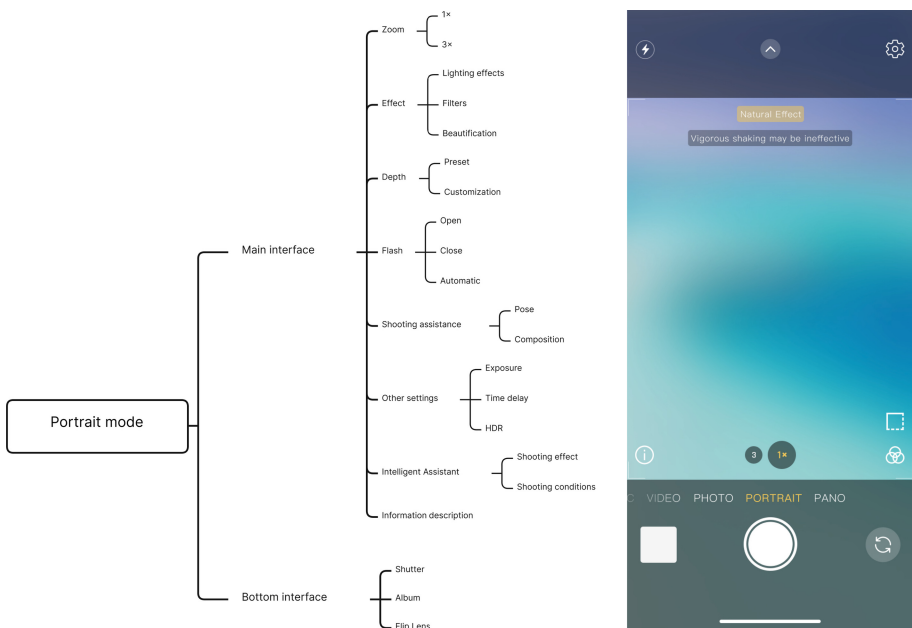 Portrait mode
Main interface
Zoom
1×
3×
Effect
Lighting effects
Filters
Beautification
Depth
Preset
Customization
Flash
Open
Close
Automatic
Shooting assistance
Pose
Composition
Other settings
Exposure
Time delay
HDR
Intelligent Assistant
Shooting effect
Shooting conditions
Information description
Bottom interface
Shutter
Album
Flip Lens
Natural Effect
Vigorous shaking may be ineffective
3 1×
C VIDEO PHOTO PORTRAIT PANO